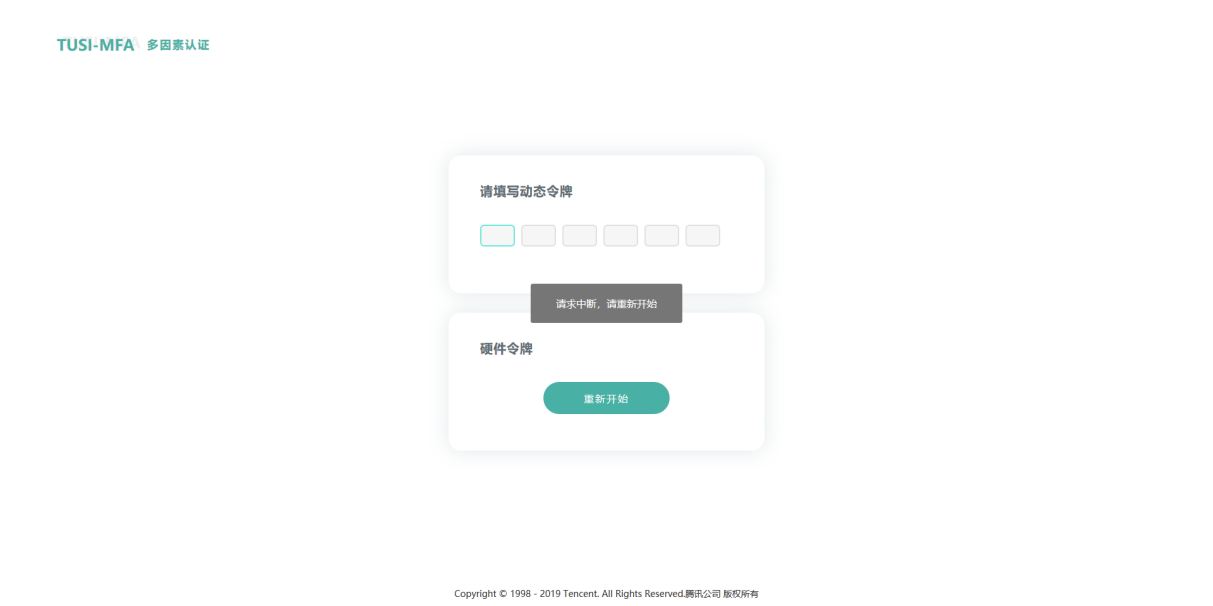 TUSI-MFA 多因素认证
请填写动态令牌
请求中断，请重新开始
硬件令牌
重新开始
Copyright © 1998 - 2019 Tencent. All Rights Reserved.腾讯公司 版权所有